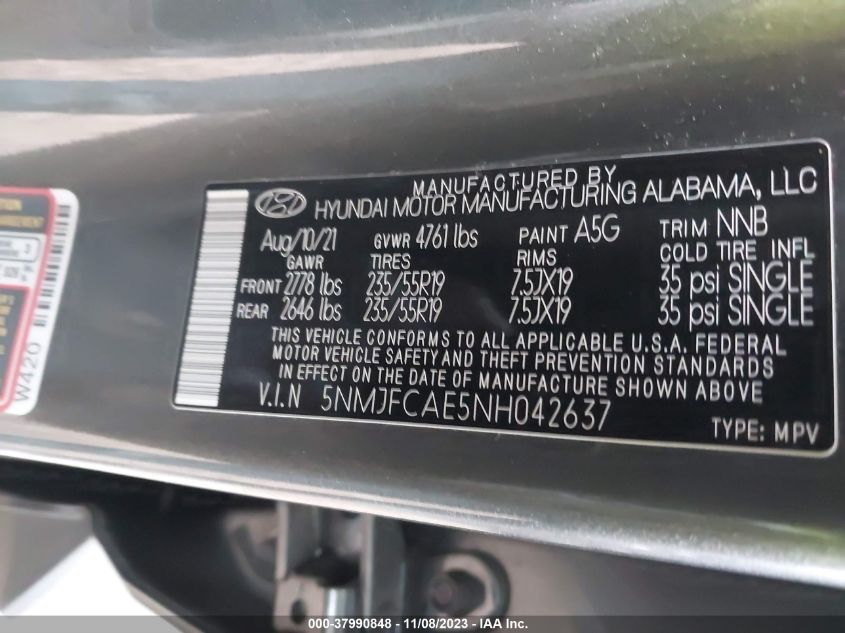 MANUFACTURED BY
HYUNDAI MOTOR MANUFACTURING ALABAMA, LLC
Aug/10/21 GVWR 4761 lbs PAINT A5G TRIM NNB
GAWR TIRES RIMS COLD TIRE INFL
FRONT 2778 lbs 235/55R19 7.5JX19 35 psi SINGLE
REAR 2646 lbs 235/55R19 7.5JX19 35 psi SINGLE
THIS VEHICLE CONFORMS TO ALL APPLICABLE U.S.A. FEDERAL
MOTOR VEHICLE SAFETY AND THEFT PREVENTION STANDARDS
IN EFFECT ON THE DATE OF MANUFACTURE SHOWN ABOVE
V.I.N 5NMJFCAE5NH042637
TYPE: MPV
W420
000-37990848 - 11/08/2023 - IAAI Inc.